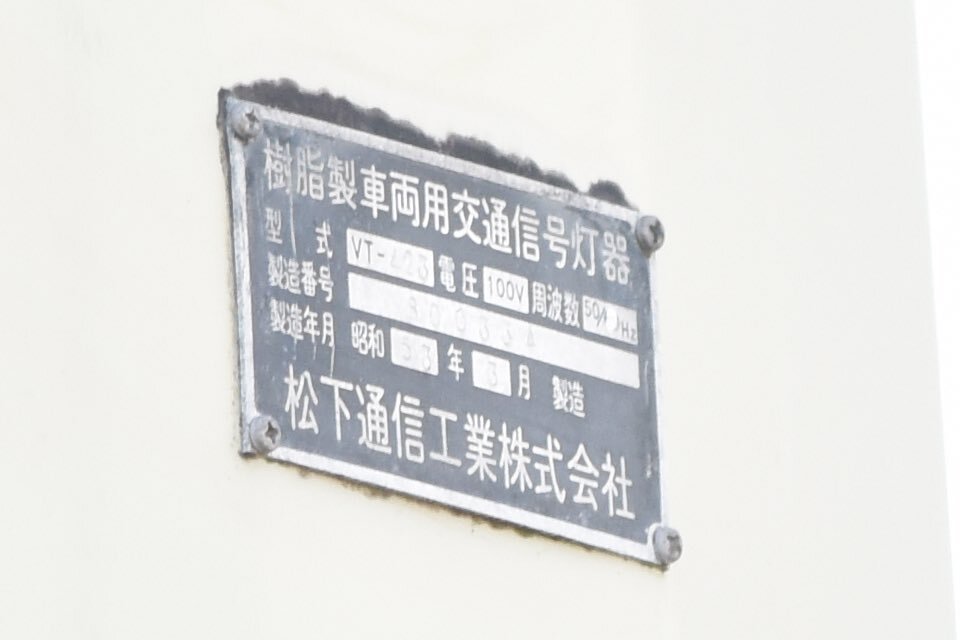 樹脂製車両用交通信号灯器
型式 VT- 電圧 100V 周波数 50/ Hz
製造番号
製造年月 昭和 53 年 3 月 製造
松下通信工業株式会社